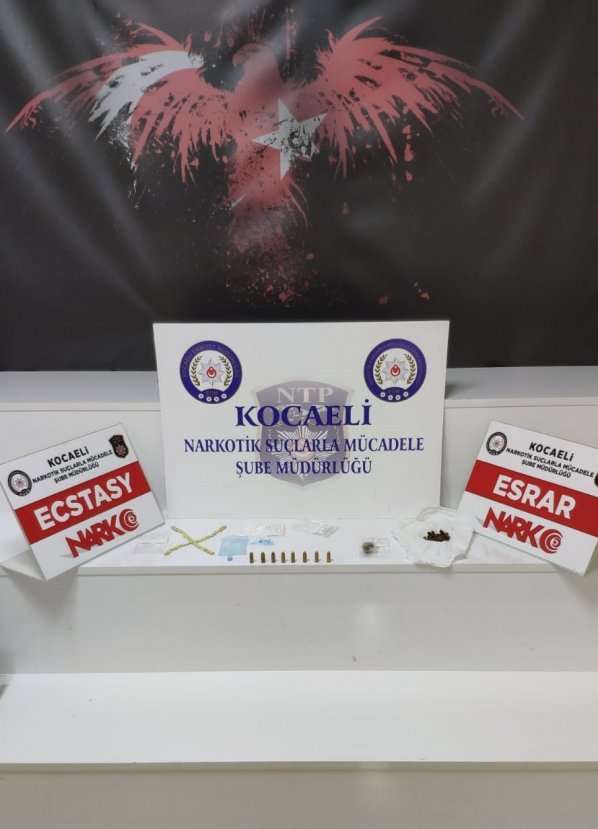 NTP
KOCAELİ
NARKOTİK SUÇLARLA MÜCADELE
ŞUBE MÜDÜRLÜĞÜ
KOCAELİ
NARKOTİK SUÇLARLA MÜCADELE
ŞUBE MÜDÜRLÜĞÜ
ECSTASY
NARKO
KOCAELİ
NARKOTİK SUÇLARLA MÜCADELE
ŞUBE MÜDÜRLÜĞÜ
ESRAR
NARKO